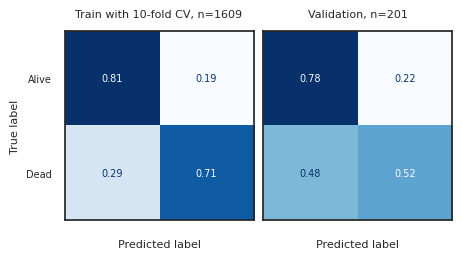 Train with 10-fold CV, n=1609
Validation, n=201
True label
Alive
0.81
0.19
0.78
0.22
Dead
0.29
0.71
0.48
0.52
Predicted label
Predicted label